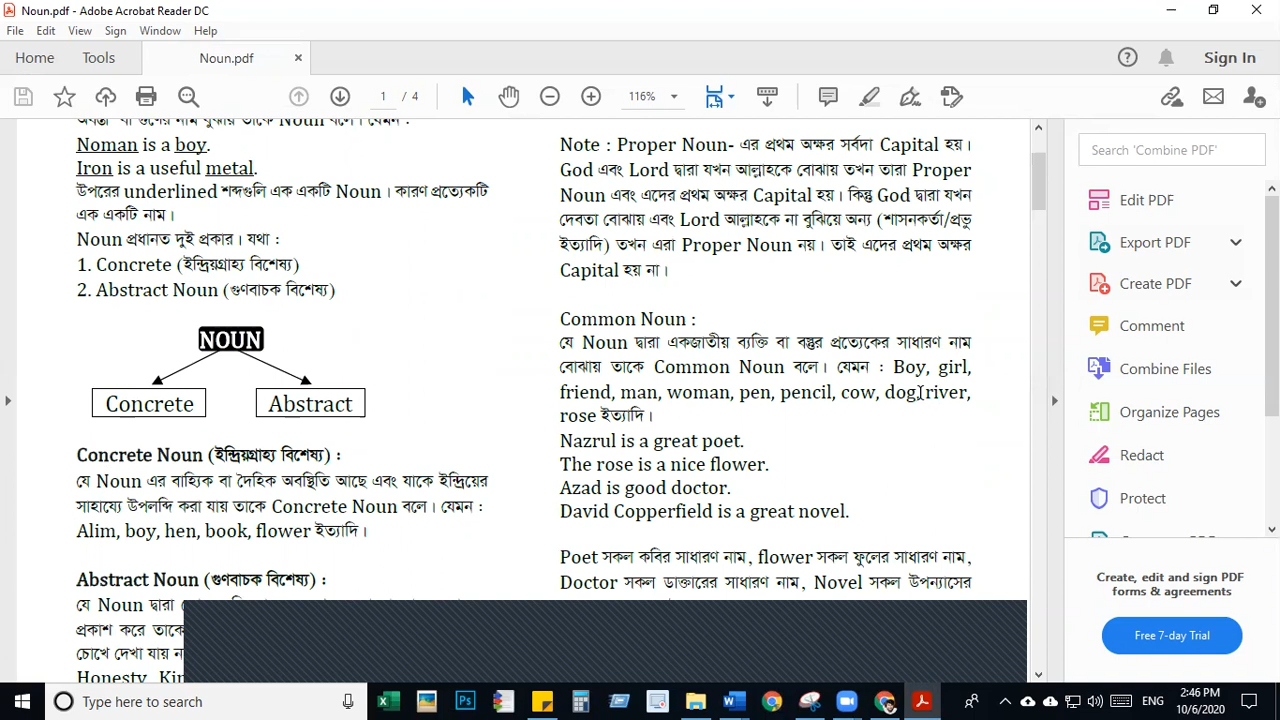 Noun.pdf - Adobe Acrobat Reader DC
File Edit View Sign Window Help
Home Tools Noun.pdf Sign In
1 / 4 116%
অবস্তা বা গুণের নাম বুঝায় তাকে Noun বলে। যেমন :
Noman is a boy.
Iron is a useful metal.
উপরের underlined শব্দগুলি এক একটি Noun। কারণ প্রত্যেকটি
এক একটি নাম।
Noun প্রধানত দুই প্রকার। যথা :
1. Concrete (ইন্দ্রিয়গ্রাহ্য বিশেষ্য)
2. Abstract Noun (গুণবাচক বিশেষ্য)
NOUN
Concrete Abstract
Concrete Noun (ইন্দ্রিয়গ্রাহ্য বিশেষ্য) :
যে Noun এর বাহ্যিক বা দৈহিক অবস্থিতি আছে এবং যাকে ইন্দ্রিয়ের
সাহায্যে উপলব্দি করা যায় তাকে Concrete Noun বলে। যেমন :
Alim, boy, hen, book, flower ইত্যাদি।
Abstract Noun (গুণবাচক বিশেষ্য) :
যে Noun দ্বারা
প্রকাশ করে তাকে
চোখে দেখা যায় ন
Honesty, Kin
Note : Proper Noun- এর প্রথম অক্ষর সর্বদা Capital হয়।
God এবং Lord দ্বারা যখন আল্লাহকে বোঝায় তখন তারা Proper
Noun এবং এদের প্রথম অক্ষর Capital হয়। কিন্তু God দ্বারা যখন
দেবতা বোঝায় এবং Lord আল্লাহকে না বুঝিয়ে অন্য (শাসনকর্তা/প্রভু
ইত্যাদি) তখন এরা Proper Noun নয়। তাই এদের প্রথম অক্ষর
Capital হয় না।
Common Noun :
যে Noun দ্বারা একজাতীয় ব্যক্তি বা বস্তুর প্রত্যেকের সাধারণ নাম
বোঝায় তাকে Common Noun বলে। যেমন : Boy, girl,
friend, man, woman, pen, pencil, cow, dog, river,
rose ইত্যাদি।
Nazrul is a great poet.
The rose is a nice flower.
Azad is good doctor.
David Copperfield is a great novel.
Poet সকল কবির সাধারণ নাম, flower সকল ফুলের সাধারণ নাম,
Doctor সকল ডাক্তারের সাধারণ নাম, Novel সকল উপন্যাসের
Search 'Combine PDF'
Edit PDF
Export PDF
Create PDF
Comment
Combine Files
Organize Pages
Redact
Protect
Create, edit and sign PDF
forms & agreements
Free 7-day Trial
Type here to search
ENG
2:46 PM
10/6/2020